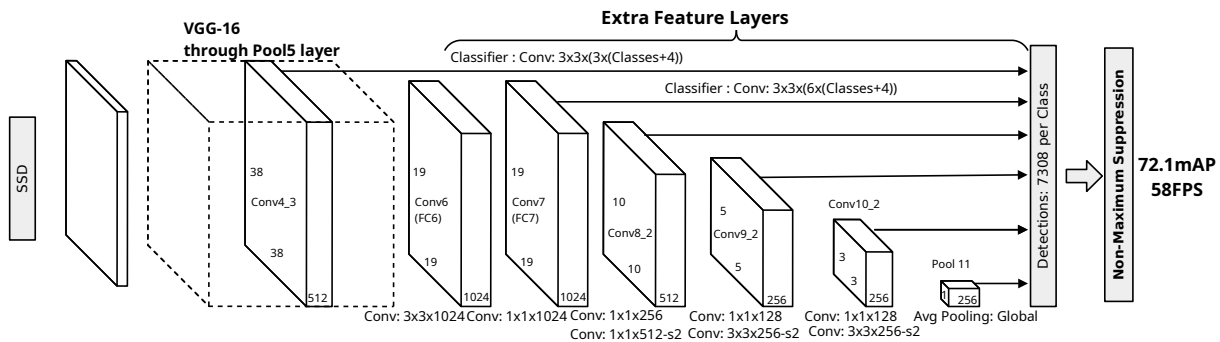 Extra Feature Layers
VGG-16
through Pool5 layer
Classifier : Conv: 3x3x(3x(Classes+4))
Classifier : Conv: 3x3x(6x(Classes+4))
SSD
38
Conv4_3
38
512
19
Conv6
(FC6)
19
1024
19
Conv7
(FC7)
19
1024
10
Conv8_2
10
512
5
Conv9_2
5
256
Conv10_2
3
3
256
Pool 11
1
256
Detections: 7308 per Class
Non-Maximum Suppression
72.1mAP
58FPS
Conv: 3x3x1024
Conv: 1x1x1024
Conv: 1x1x256
Conv: 1x1x512-s2
Conv: 1x1x128
Conv: 3x3x256-s2
Conv: 1x1x128
Conv: 3x3x256-s2
Avg Pooling: Global